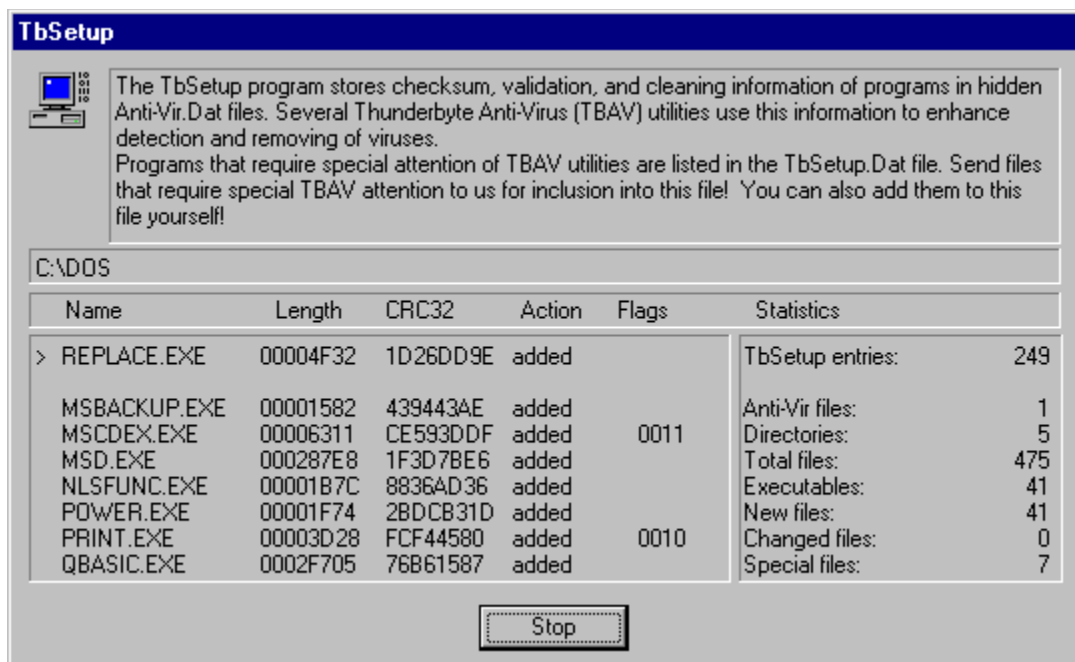 TbSetup
The TbSetup program stores checksum, validation, and cleaning information of programs in hidden
Anti-Vir.Dat files. Several Thunderbyte Anti-Virus (TBAV) utilities use this information to enhance
detection and removing of viruses.
Programs that require special attention of TBAV utilities are listed in the TbSetup.Dat file. Send files
that require special TBAV attention to us for inclusion into this file!  You can also add them to this
file yourself!
C:\DOS
Name Length CRC32 Action Flags Statistics
> REPLACE.EXE 00004F32 1D26DD9E added TbSetup entries: 249
MSBACKUP.EXE 00001582 439443AE added Anti-Vir files: 1
MSCDEX.EXE 00006311 CE593DDF added 0011 Directories: 5
MSD.EXE 000287E8 1F3D7BE6 added Total files: 475
NLSFUNC.EXE 00001B7C 8836AD36 added Executables: 41
POWER.EXE 00001F74 2BDCB31D added New files: 41
PRINT.EXE 00003D28 FCF44580 added 0010 Changed files: 0
QBASIC.EXE 0002F705 76B61587 added Special files: 7
Stop